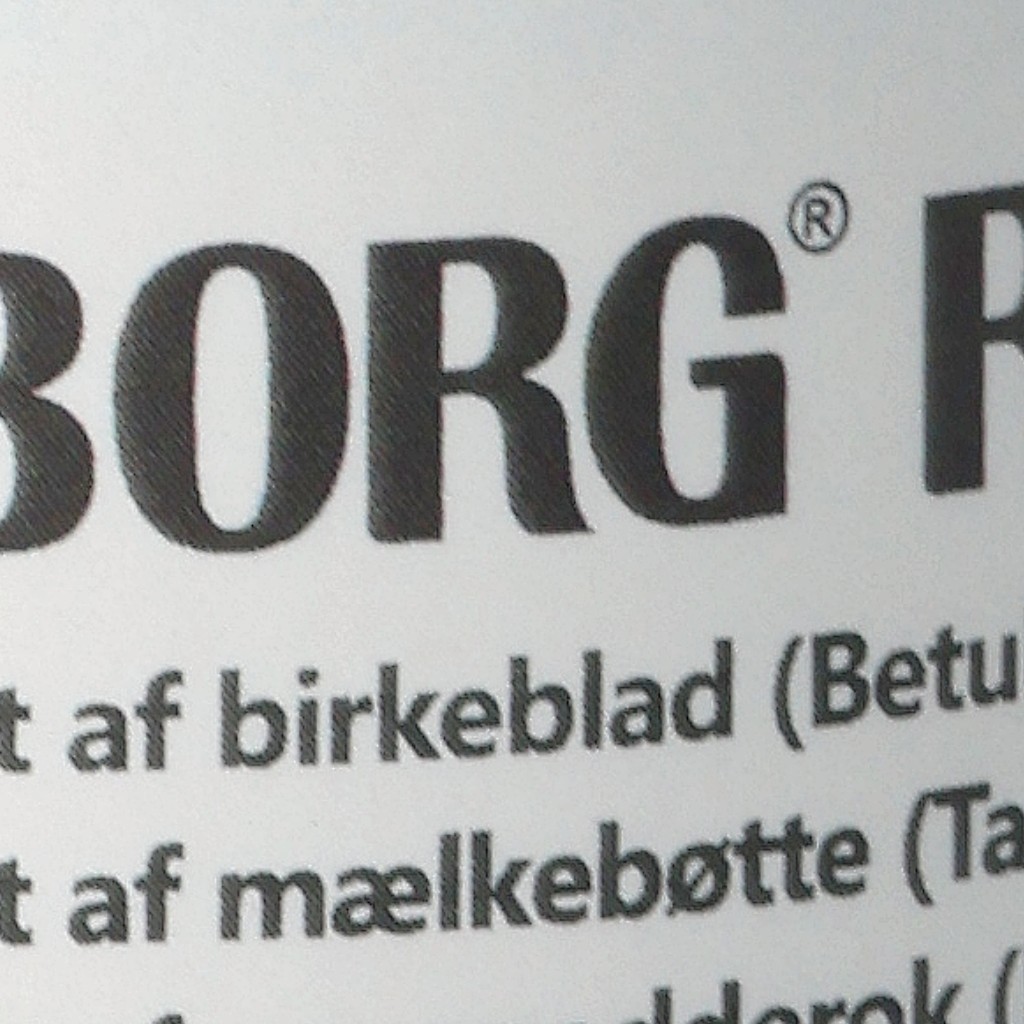 BORG® R
t af birkeblad (Betu
t af mælkebøtte (Ta